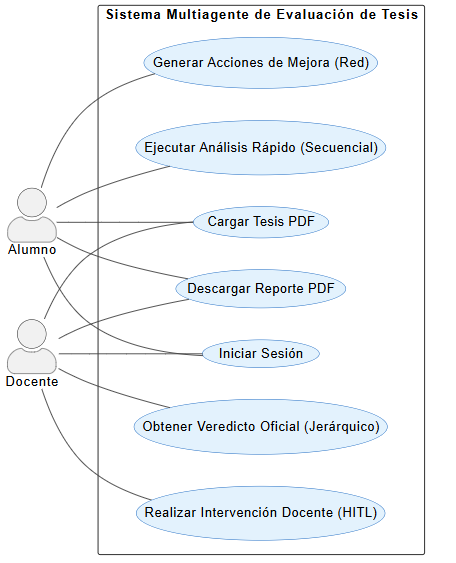 Sistema Multiagente de Evaluación de Tesis
Generar Acciones de Mejora (Red)
Ejecutar Análisis Rápido (Secuencial)
Cargar Tesis PDF
Alumno
Descargar Reporte PDF
Iniciar Sesión
Docente
Obtener Veredicto Oficial (Jerárquico)
Realizar Intervención Docente (HITL)